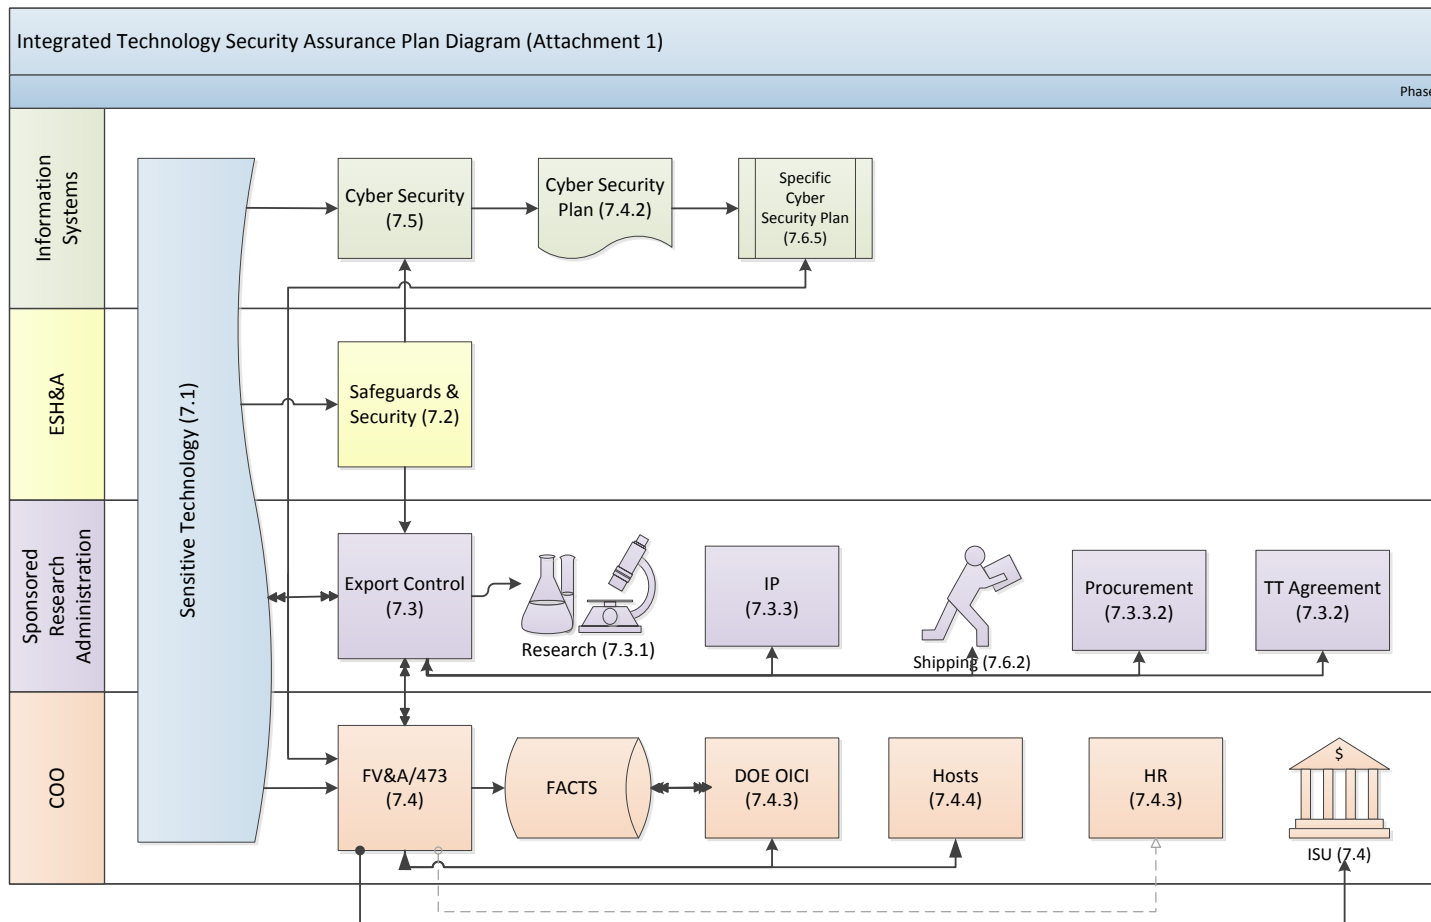 Integrated Technology Security Assurance Plan Diagram (Attachment 1)
Phase
Information
Systems
Cyber Security
(7.5)
Cyber Security
Plan (7.4.2)
Specific
Cyber
Security Plan
(7.6.5)
Sensitive Technology (7.1)
ESH&A
Safeguards &
Security (7.2)
Sponsored
Research
Administration
Export Control
(7.3)
Research (7.3.1)
IP
(7.3.3)
Shipping (7.6.2)
Procurement
(7.3.3.2)
TT Agreement
(7.3.2)
COO
FV&A/473
(7.4)
FACTS
DOE OICI
(7.4.3)
Hosts
(7.4.4)
HR
(7.4.3)
$
ISU (7.4)